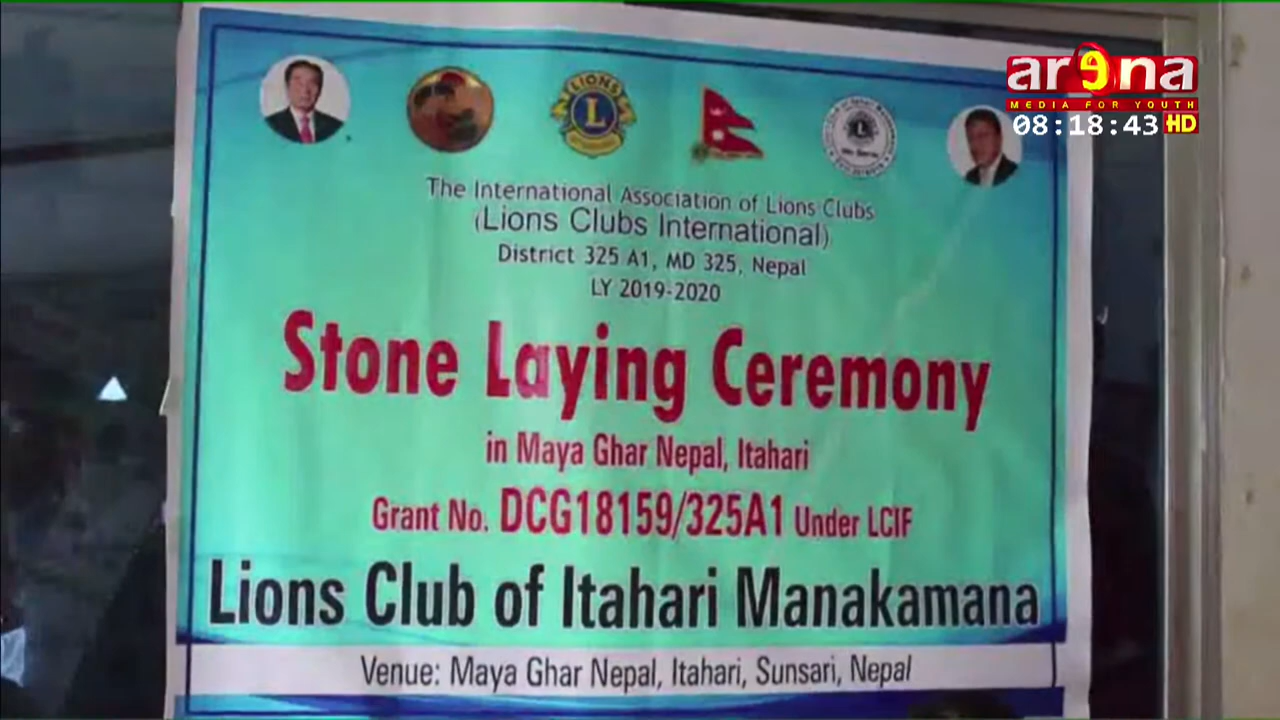 arena
MEDIA FOR YOUTH
08:18:43 HD
LIONS
L
The International Association of Lions Clubs
(Lions Clubs International)
District 325 A1, MD 325, Nepal
LY 2019-2020
Stone Laying Ceremony
in Maya Ghar Nepal, Itahari
Grant No. DCG18159/325A1 Under LCIF
Lions Club of Itahari Manakamana
Venue: Maya Ghar Nepal, Itahari, Sunsari, Nepal